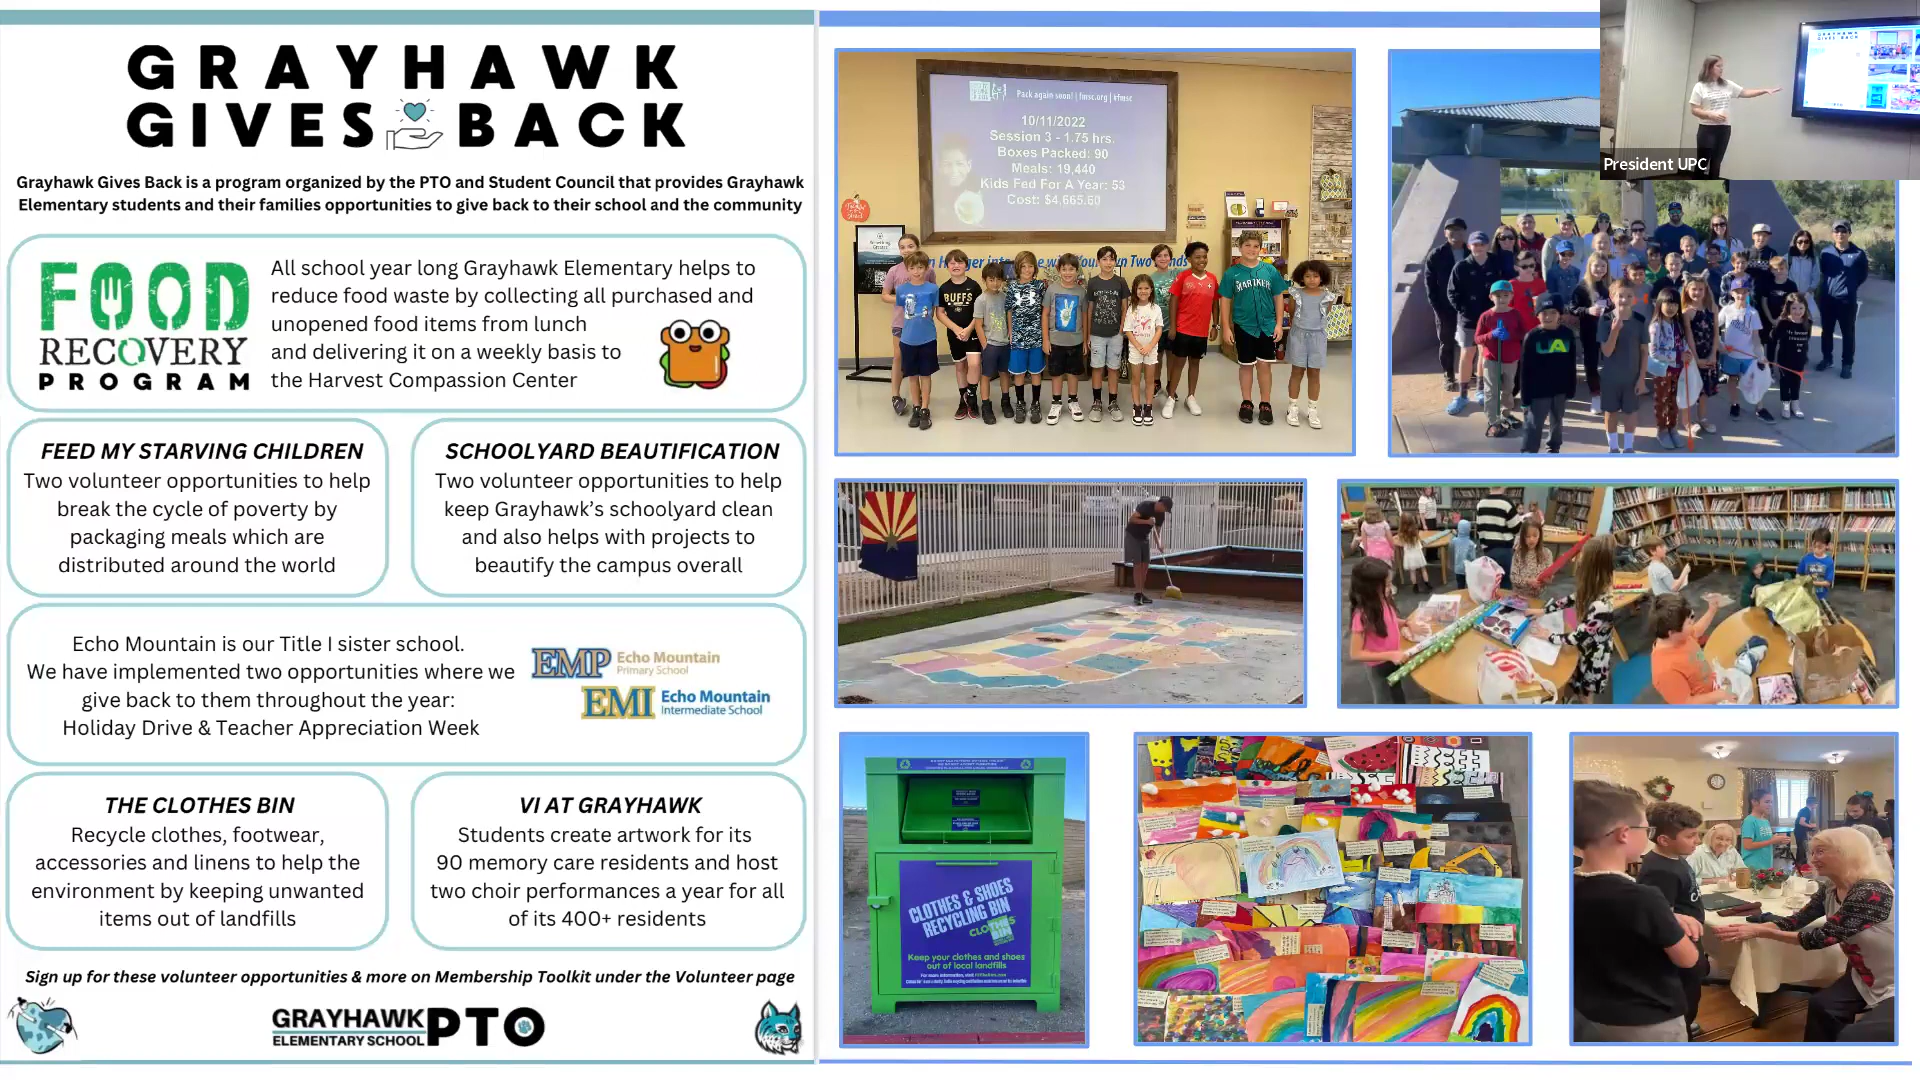 GRAYHAWK
GIVES BACK
Grayhawk Gives Back is a program organized by the PTO and Student Council that provides Grayhawk
Elementary students and their families opportunities to give back to their school and the community
FOOD
RECOVERY
PROGRAM
All school year long Grayhawk Elementary helps to
reduce food waste by collecting all purchased and
unopened food items from lunch
and delivering it on a weekly basis to
the Harvest Compassion Center
FEED MY STARVING CHILDREN
Two volunteer opportunities to help
break the cycle of poverty by
packaging meals which are
distributed around the world
SCHOOLYARD BEAUTIFICATION
Two volunteer opportunities to help
keep Grayhawk’s schoolyard clean
and also helps with projects to
beautify the campus overall
Echo Mountain is our Title I sister school.
We have implemented two opportunities where we
give back to them throughout the year:
Holiday Drive & Teacher Appreciation Week
EMP Echo Mountain
Primary School
EMI Echo Mountain
Intermediate School
THE CLOTHES BIN
Recycle clothes, footwear,
accessories and linens to help the
environment by keeping unwanted
items out of landfills
VI AT GRAYHAWK
Students create artwork for its
90 memory care residents and host
two choir performances a year for all
of its 400+ residents
Sign up for these volunteer opportunities & more on Membership Toolkit under the Volunteer page
GRAYHAWK
ELEMENTARY SCHOOL
PTO
Pack again soon! | fmsc.org | #fmsc
10/11/2022
Session 3 - 1.75 hrs.
Boxes Packed: 90
Meals: 19,440
Kids Fed For A Year: 53
Cost: $4,665.60
BUFFS
MARINERS
LA
CLOTHES & SHOES
RECYCLING BIN
CLOTHES
BIN
Keep your clothes and shoes
out of local landfills
GRAYHAWK
GIVES BACK
President UPC